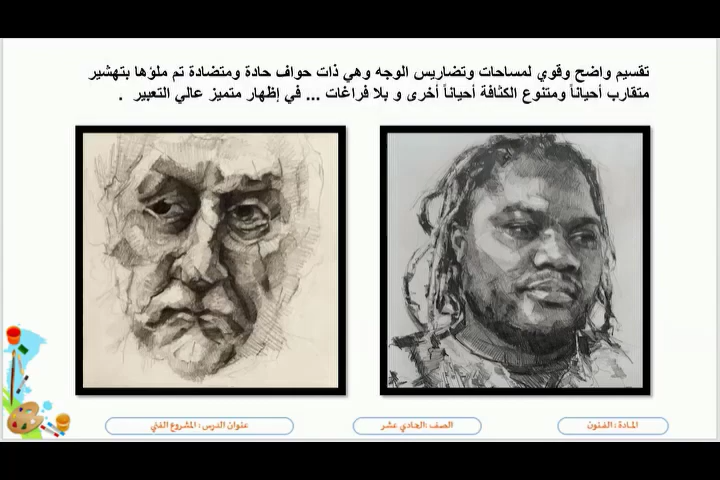 تقسيم واضح وقوي لمساحات وتضاريس الوجه وهي ذات حواف حادة ومتضادة تم ملؤها بتهشير
متقارب أحياناً ومتنوع الكثافة أحياناً أخرى و بلا فراغات ... في إظهار متميز عالي التعبير .
المادة : الفنون
الصف :الحادي عشر
عنوان الدرس : المشروع الفني